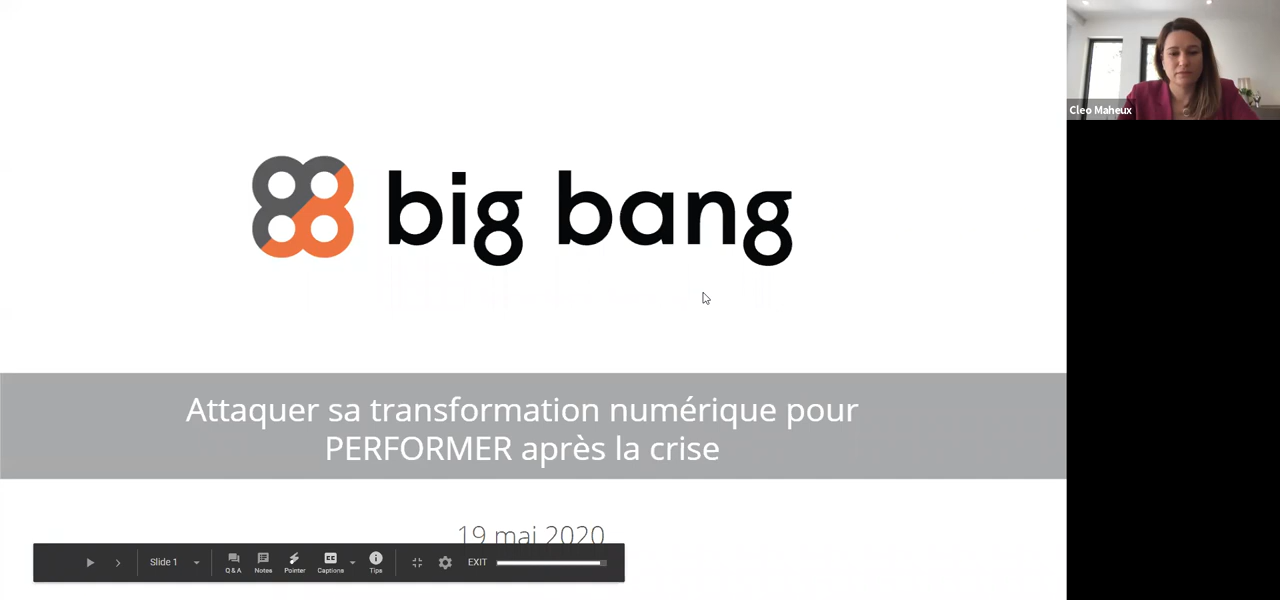 Cleo Maheux
big bang
Attaquer sa transformation numérique pour
PERFORMER après la crise
19 mai 2020
Slide 1
Q & A
Notes
Pointer
Captions
Tips
EXIT